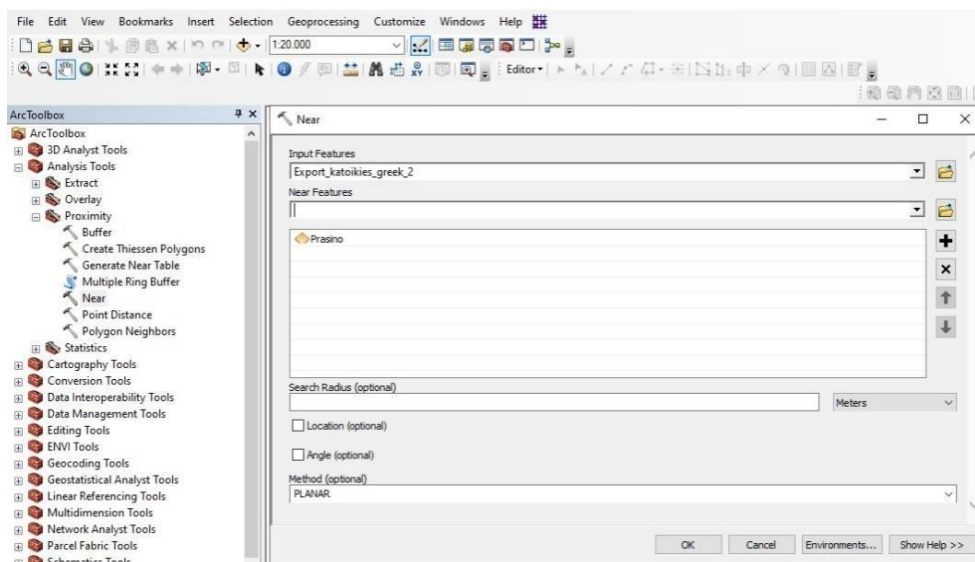 File Edit View Bookmarks Insert Selection Geoprocessing Customize Windows Help
1:20.000
Editor
ArcToolbox
ArcToolbox
3D Analyst Tools
Analysis Tools
Extract
Overlay
Proximity
Buffer
Create Thiessen Polygons
Generate Near Table
Multiple Ring Buffer
Near
Point Distance
Polygon Neighbors
Statistics
Cartography Tools
Conversion Tools
Data Interoperability Tools
Data Management Tools
Editing Tools
ENVI Tools
Geocoding Tools
Geostatistical Analyst Tools
Linear Referencing Tools
Multidimension Tools
Network Analyst Tools
Parcel Fabric Tools
Schematics Tools
Near
Input Features
Export_katoikies_greek_2
Near Features
Prasino
Search Radius (optional)
Meters
Location (optional)
Angle (optional)
Method (optional)
PLANAR
OK Cancel Environments... Show Help >>